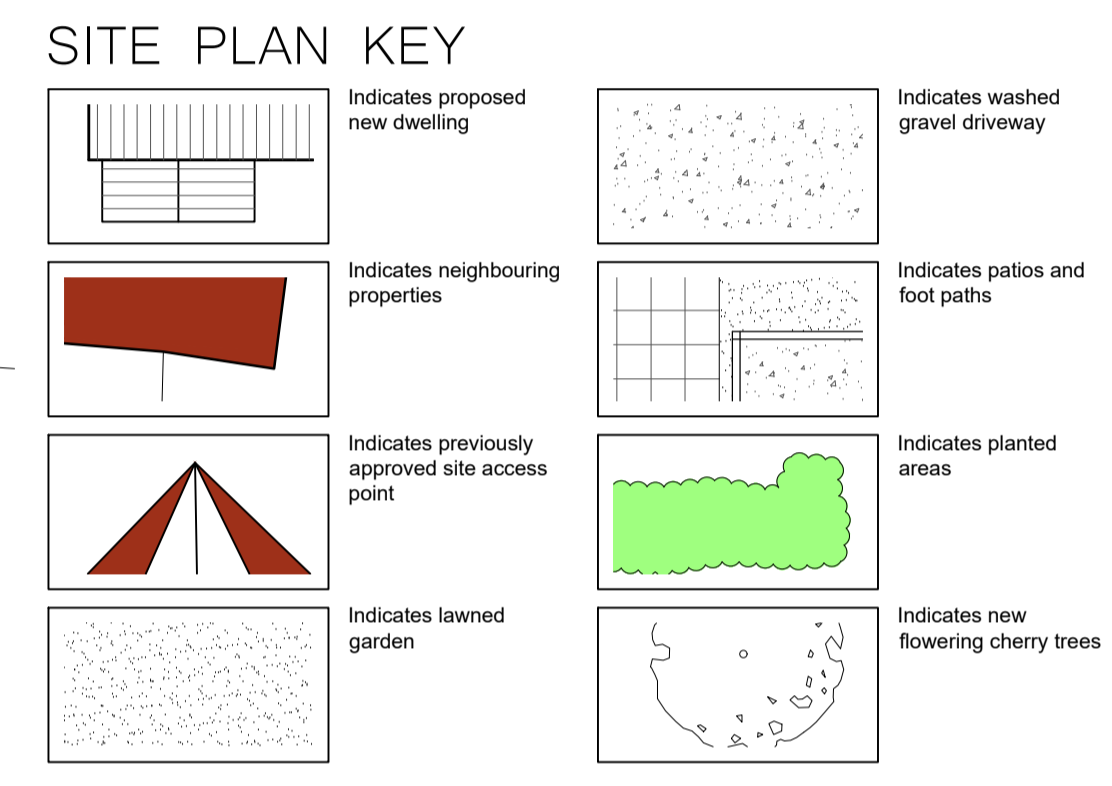 SITE PLAN KEY
Indicates proposed
new dwelling
Indicates neighbouring
properties
Indicates previously
approved site access
point
Indicates lawned
garden
Indicates washed
gravel driveway
Indicates patios and
foot paths
Indicates planted
areas
Indicates new
flowering cherry trees